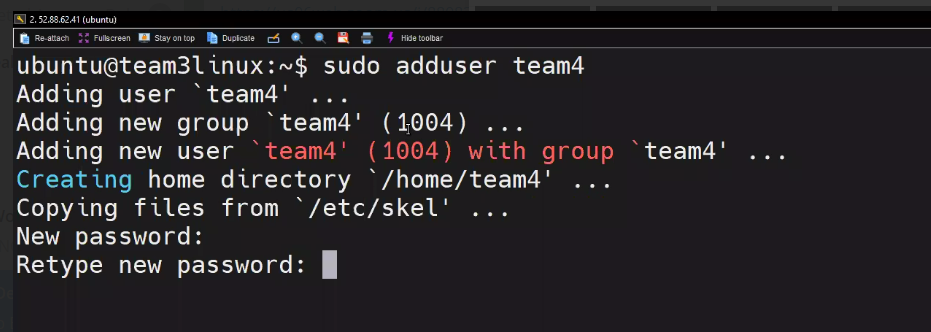 2. 52.88.62.41 (ubuntu)
Re-attach Fullscreen Stay on top Duplicate Hide toolbar
ubuntu@team3linux:~$ sudo adduser team4
Adding user `team4' ...
Adding new group `team4' (1004) ...
Adding new user `team4' (1004) with group `team4' ...
Creating home directory `/home/team4' ...
Copying files from `/etc/skel' ...
New password:
Retype new password: